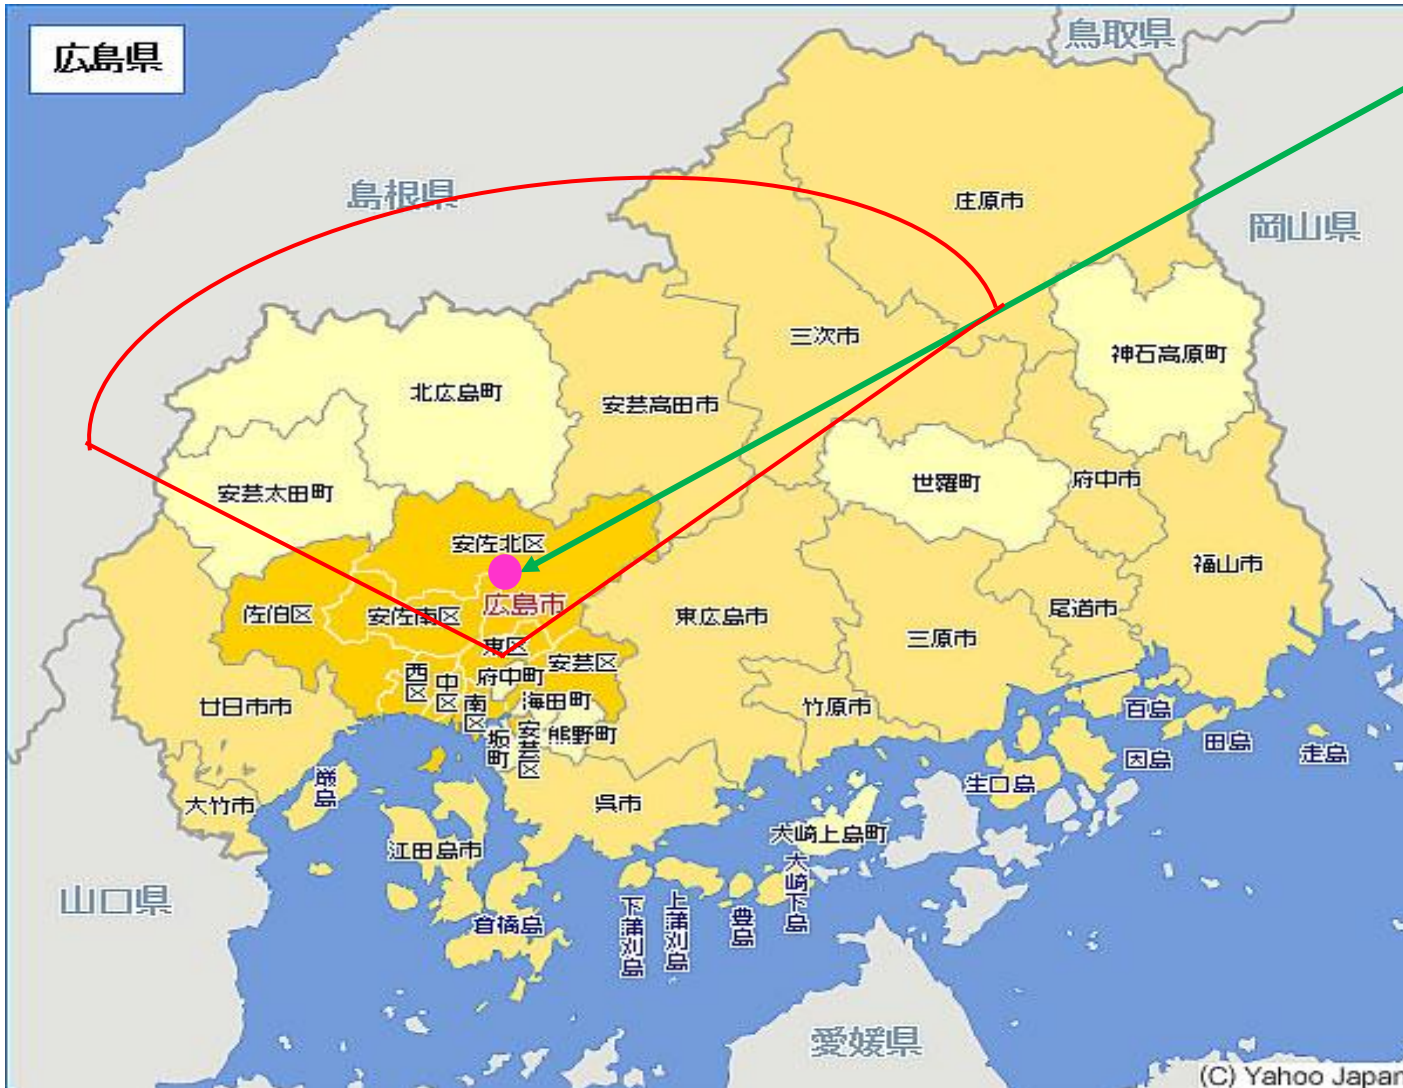 広島県
鳥取県
島根県
庄原市
岡山県
三次市
神石高原町
北広島町
安芸高田市
安芸太田町
世羅町
府中市
安佐北区
福山市
広島市
佐伯区
安佐南区
東広島市
尾道市
三原市
東区
安芸区
府中町
西区
中区
南区
海田町
廿日市市
竹原市
坂町
安芸区
熊野町
百島
田島
走島
因島
生口島
厳島
大竹市
呉市
大崎上島町
江田島市
大崎下島
山口県
倉橋島
下蒲刈島
上蒲刈島
豊島
愛媛県
(C) Yahoo Japan